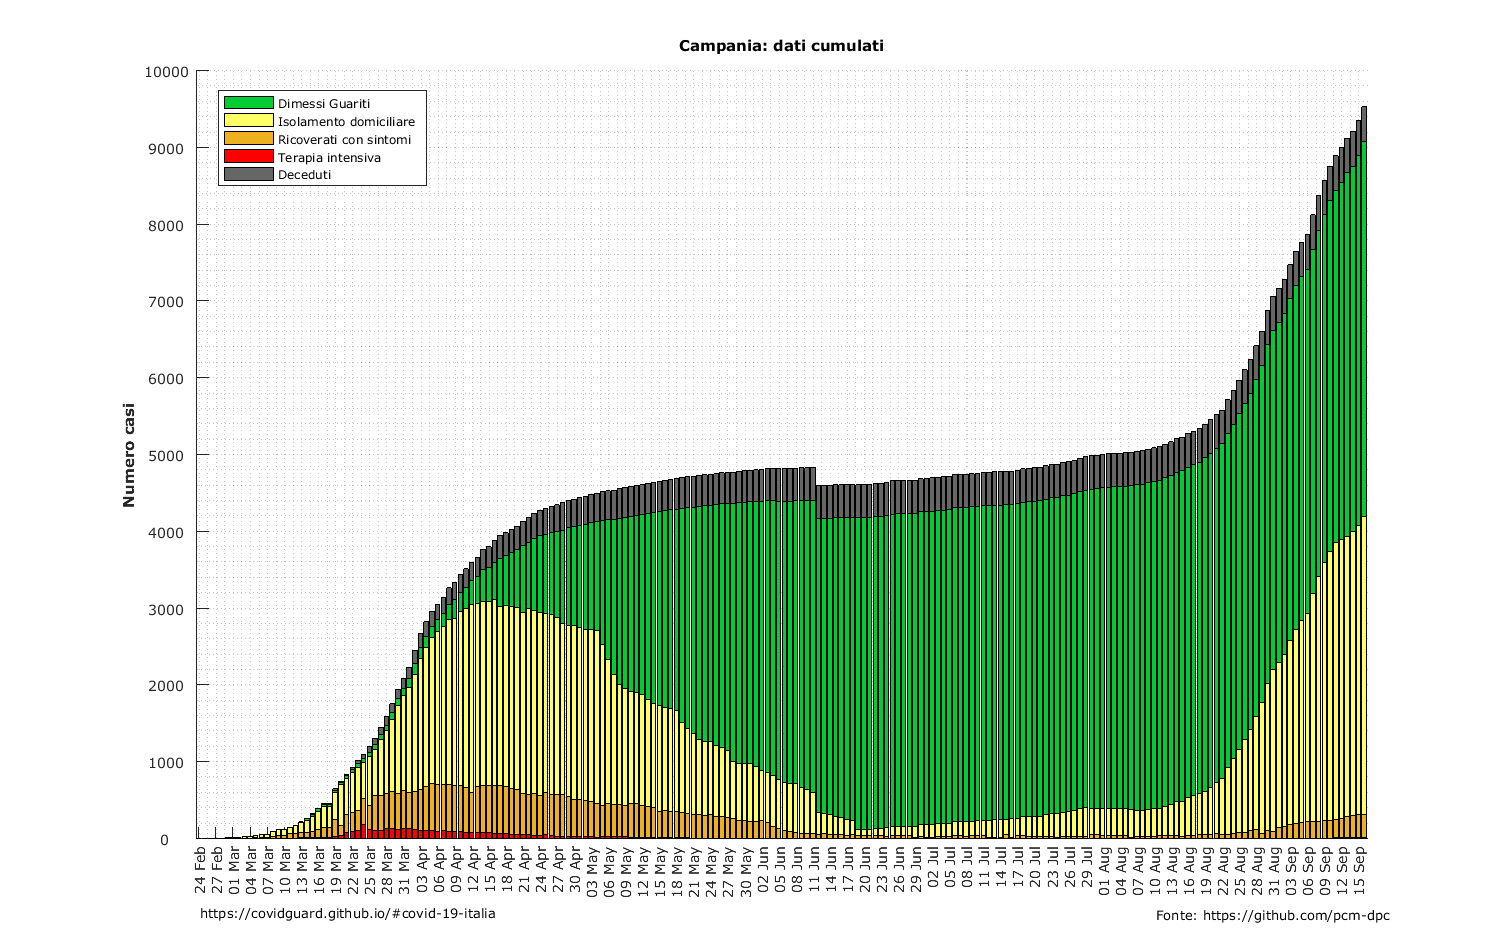 Campania: dati cumulati
10000
9000
8000
7000
6000
5000
4000
3000
2000
1000
0
Numero casi
Dimessi Guariti
Isolamento domiciliare
Ricoverati con sintomi
Terapia intensiva
Deceduti
24 Feb
27 Feb
01 Mar
04 Mar
07 Mar
10 Mar
13 Mar
16 Mar
19 Mar
22 Mar
25 Mar
28 Mar
31 Mar
03 Apr
06 Apr
09 Apr
12 Apr
15 Apr
18 Apr
21 Apr
24 Apr
27 Apr
30 Apr
03 May
06 May
09 May
12 May
15 May
18 May
21 May
24 May
27 May
30 May
02 Jun
05 Jun
08 Jun
11 Jun
14 Jun
17 Jun
20 Jun
23 Jun
26 Jun
29 Jun
02 Jul
05 Jul
08 Jul
11 Jul
14 Jul
17 Jul
20 Jul
23 Jul
26 Jul
29 Jul
01 Aug
04 Aug
07 Aug
10 Aug
13 Aug
16 Aug
19 Aug
22 Aug
25 Aug
28 Aug
31 Aug
03 Sep
06 Sep
09 Sep
12 Sep
15 Sep
https://covidguard.github.io/#covid-19-italia
Fonte: https://github.com/pcm-dpc